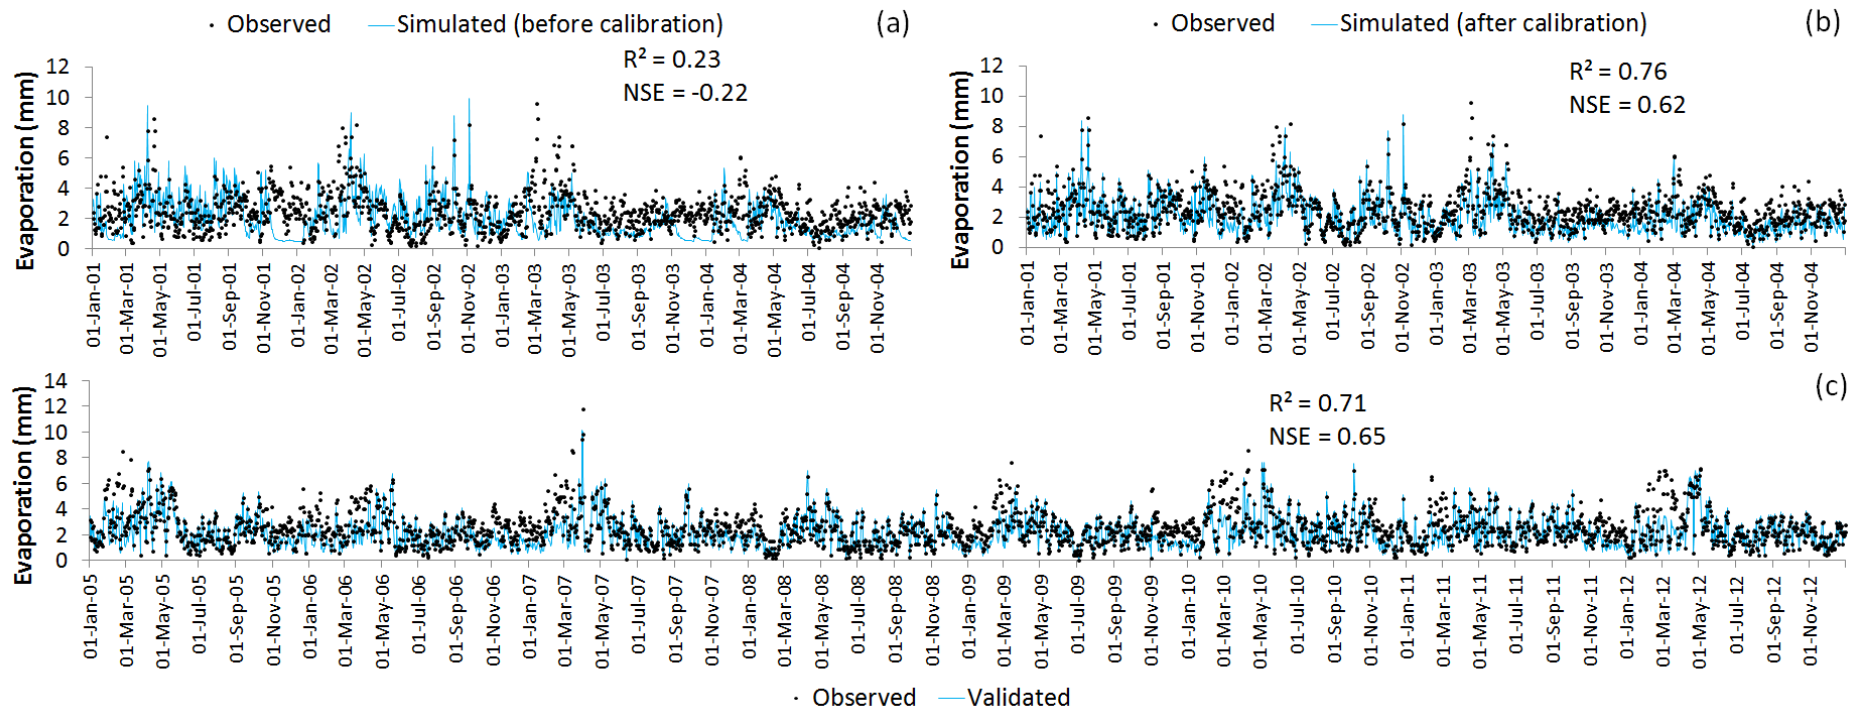 Observed Simulated (before calibration) (a)
R² = 0.23
NSE = -0.22
Evaporation (mm)
12
10
8
6
4
2
0
01-Jan-01
01-Mar-01
01-May-01
01-Jul-01
01-Sep-01
01-Nov-01
01-Jan-02
01-Mar-02
01-May-02
01-Jul-02
01-Sep-02
01-Nov-02
01-Jan-03
01-Mar-03
01-May-03
01-Jul-03
01-Sep-03
01-Nov-03
01-Jan-04
01-Mar-04
01-May-04
01-Jul-04
01-Sep-04
01-Nov-04
Observed Simulated (after calibration) (b)
R² = 0.76
NSE = 0.62
Evaporation (mm)
12
10
8
6
4
2
0
01-Jan-01
01-Mar-01
01-May-01
01-Jul-01
01-Sep-01
01-Nov-01
01-Jan-02
01-Mar-02
01-May-02
01-Jul-02
01-Sep-02
01-Nov-02
01-Jan-03
01-Mar-03
01-May-03
01-Jul-03
01-Sep-03
01-Nov-03
01-Jan-04
01-Mar-04
01-May-04
01-Jul-04
01-Sep-04
01-Nov-04
(c)
R² = 0.71
NSE = 0.65
Evaporation (mm)
14
12
10
8
6
4
2
0
01-Jan-05
01-Mar-05
01-May-05
01-Jul-05
01-Sep-05
01-Nov-05
01-Jan-06
01-Mar-06
01-May-06
01-Jul-06
01-Sep-06
01-Nov-06
01-Jan-07
01-Mar-07
01-May-07
01-Jul-07
01-Sep-07
01-Nov-07
01-Jan-08
01-Mar-08
01-May-08
01-Jul-08
01-Sep-08
01-Nov-08
01-Jan-09
01-Mar-09
01-May-09
01-Jul-09
01-Sep-09
01-Nov-09
01-Jan-10
01-Mar-10
01-May-10
01-Jul-10
01-Sep-10
01-Nov-10
01-Jan-11
01-Mar-11
01-May-11
01-Jul-11
01-Sep-11
01-Nov-11
01-Jan-12
01-Mar-12
01-May-12
01-Jul-12
01-Sep-12
01-Nov-12
Observed Validated